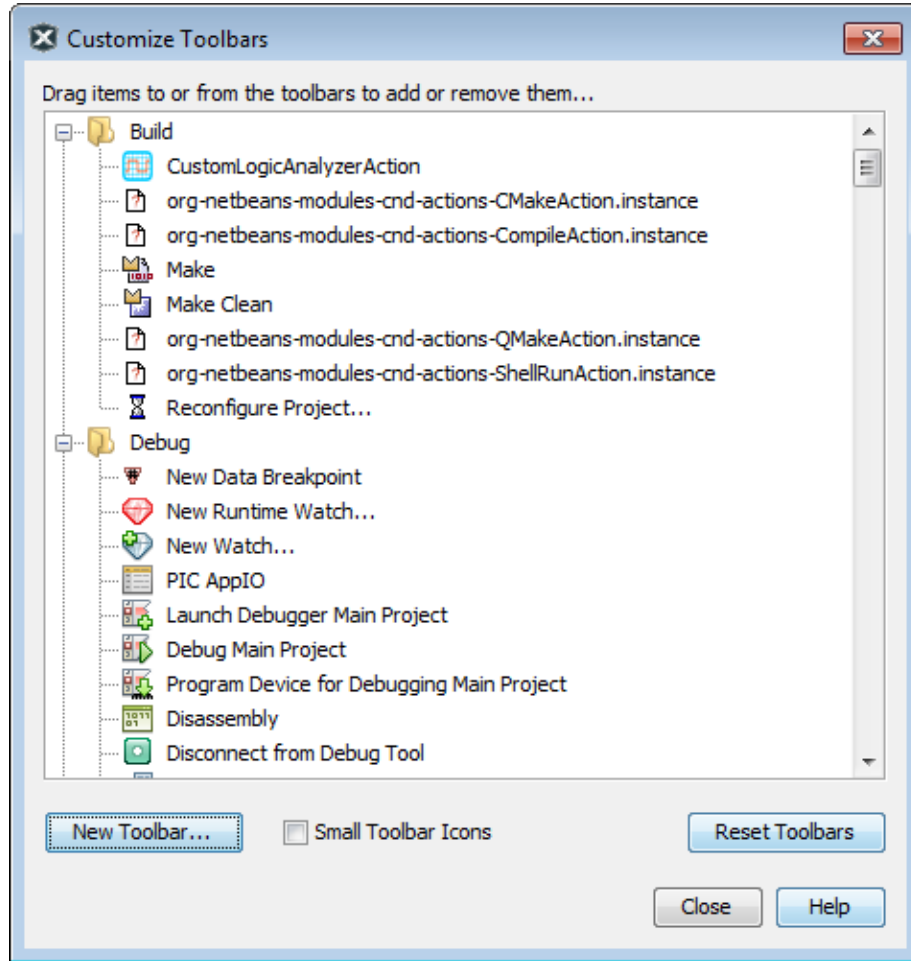 Customize Toolbars
Drag items to or from the toolbars to add or remove them...
Build
CustomLogicAnalyzerAction
org-netbeans-modules-cnd-actions-CMakeAction.instance
org-netbeans-modules-cnd-actions-CompileAction.instance
Make
Make Clean
org-netbeans-modules-cnd-actions-QMakeAction.instance
org-netbeans-modules-cnd-actions-ShellRunAction.instance
Reconfigure Project...
Debug
New Data Breakpoint
New Runtime Watch...
New Watch...
PIC AppIO
Launch Debugger Main Project
Debug Main Project
Program Device for Debugging Main Project
Disassembly
Disconnect from Debug Tool
New Toolbar... Small Toolbar Icons Reset Toolbars
Close Help